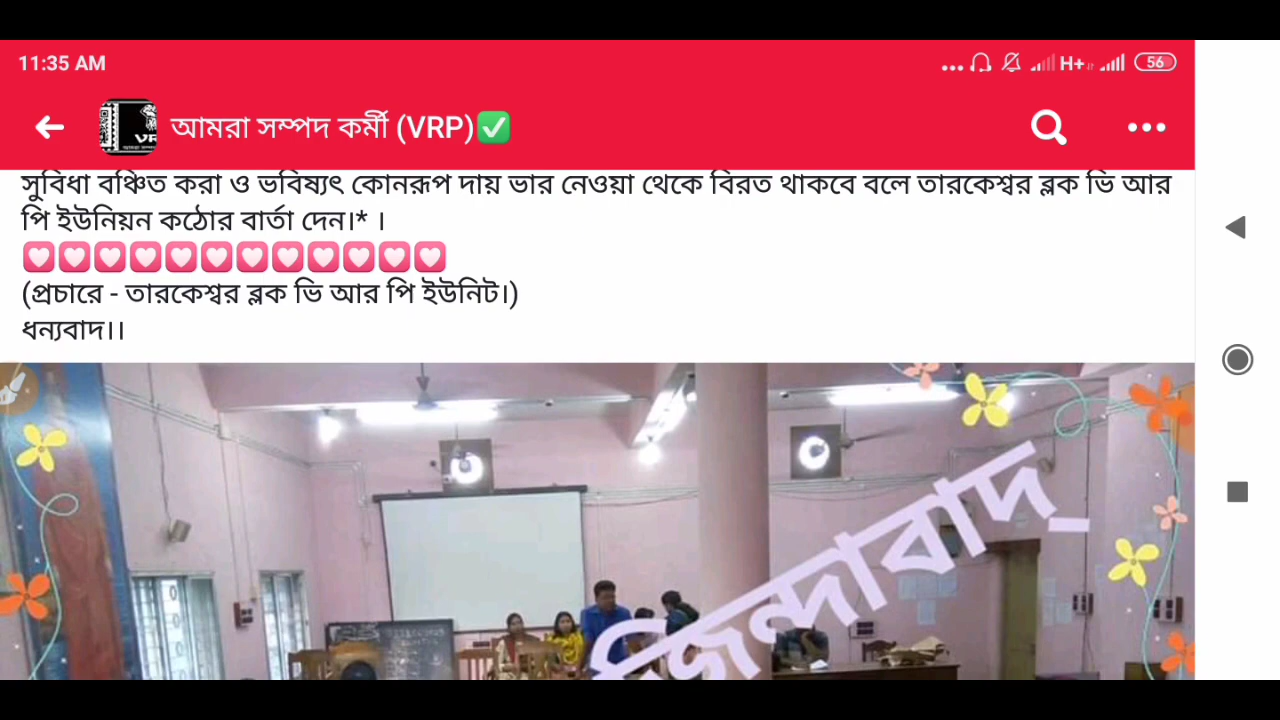 11:35 AM
H+
56
আমরা সম্পদ কর্মী (VRP)✅
সুবিধা বঞ্চিত করা ও ভবিষ্যৎ কোনরূপ দায় ভার নেওয়া থেকে বিরত থাকবে বলে তারকেশ্বর ব্লক ভি আর
পি ইউনিয়ন কঠোর বার্তা দেন।* ।
💟💟💟💟💟💟💟💟💟💟💟💟
(প্রচারে - তারকেশ্বর ব্লক ভি আর পি ইউনিট।)
ধন্যবাদ।।
জিন্দাবাদ্